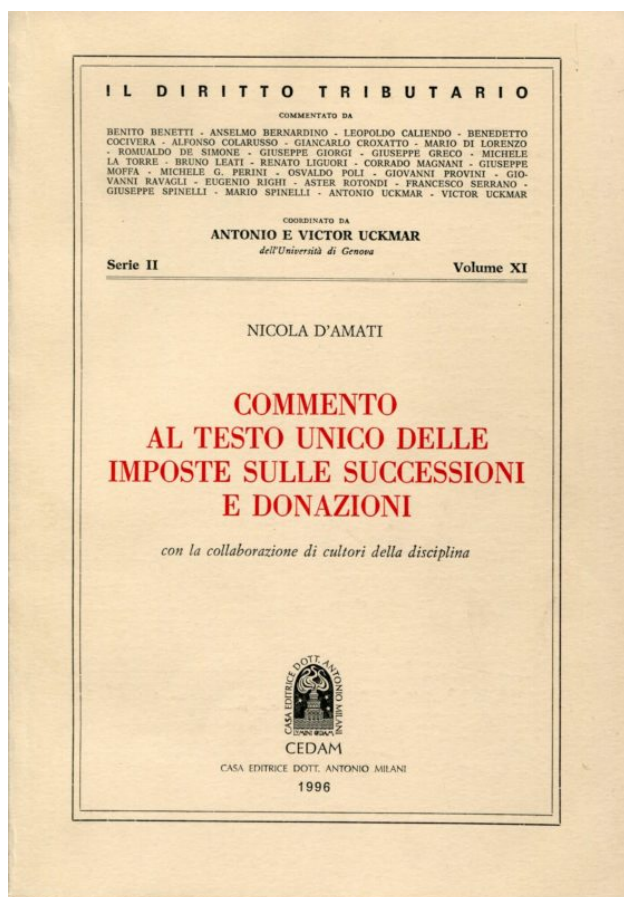 IL DIRITTO TRIBUTARIO
COMMENTATO DA
BENITO BENETTI - ANSELMO BERNARDINO - LEOPOLDO CALIENDO - BENEDETTO
COCIVERA - ALFONSO COLARUSSO - GIANCARLO CROXATTO - MARIO DI LORENZO
- ROMUALDO DE SIMONE - GIUSEPPE GIORGI - GIUSEPPE GRECO - MICHELE
LA TORRE - BRUNO LEATI - RENATO LIGUORI - CORRADO MAGNANI - GIUSEPPE
MOFFA - MICHELE G. PERINI - OSVALDO POLI - GIOVANNI PROVINI - GIO-
VANNI RAVAGLI - EUGENIO RIGHI - ASTER ROTONDI - FRANCESCO SERRANO -
GIUSEPPE SPINELLI - MARIO SPINELLI - ANTONIO UCKMAR - VICTOR UCKMAR
COORDINATO DA
ANTONIO E VICTOR UCKMAR
dell'Università di Genova
Serie II Volume XI
NICOLA D'AMATI
COMMENTO
AL TESTO UNICO DELLE
IMPOSTE SULLE SUCCESSIONI
E DONAZIONI
con la collaborazione di cultori della disciplina
CASA EDITRICE DOTT. ANTONIO MILANI
CEDAM
CASA EDITRICE DOTT. ANTONIO MILANI
1996